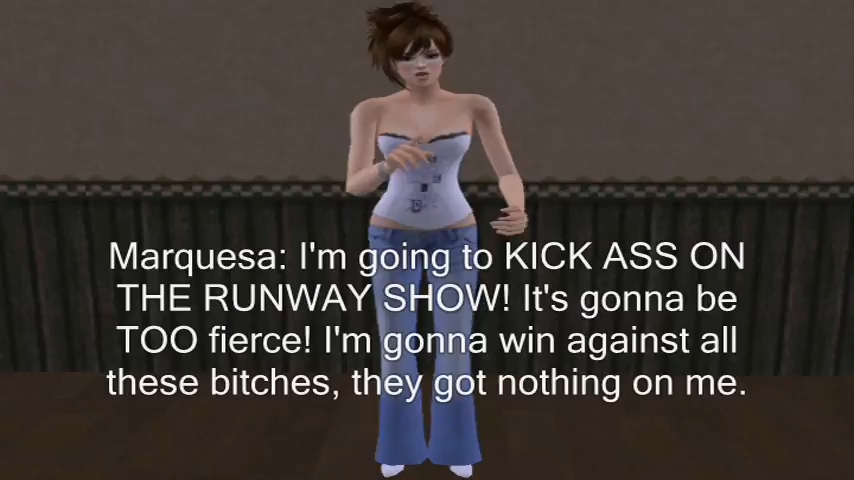 Marquesa: I'm going to KICK ASS ON
THE RUNWAY SHOW! It's gonna be
TOO fierce! I'm gonna win against all
these bitches, they got nothing on me.